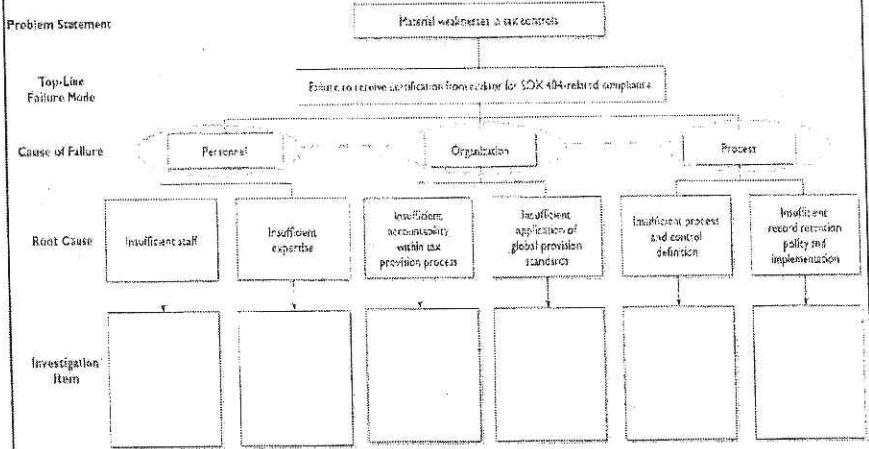 Problem Statement
Material weaknesses in tax controls
Top-Line
Failure Mode
Failure to receive certification from auditor for SOX 404-related compliance
Cause of Failure
Personnel
Organization
Process
Root Cause
Insufficient staff
Insufficient
expertise
Insufficient
accountability
within tax
provision process
Insufficient
application of
global provision
standards
Insufficient process
and control
definition
Insufficient
record retention
policy and
implementation
Investigation
Item